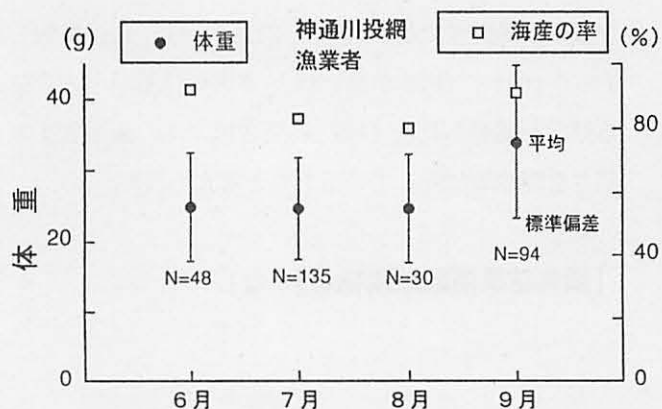 (g) ● 体重 神通川投網 □ 海産の率 (%)
漁業者
40
80
平均
体重
標準偏差
20
N=48 N=135 N=30 N=94
40
0 0
6月 7月 8月 9月